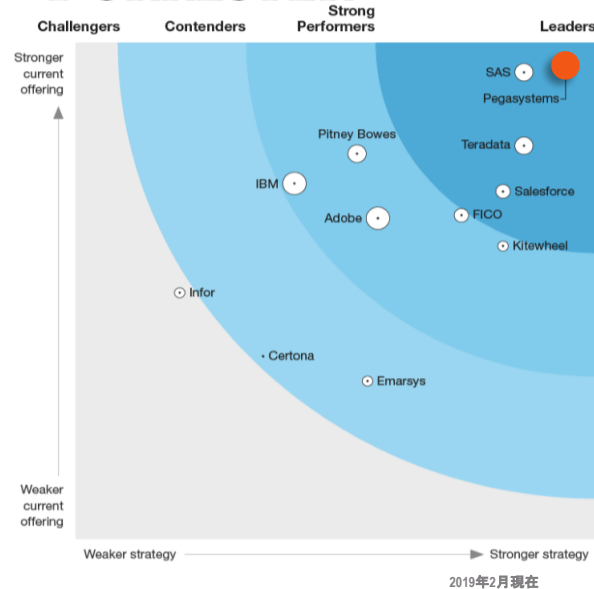 Challengers
Contenders
Strong
Performers
Leaders
Stronger
current
offering
SAS
Pegasystems
Pitney Bowes
Teradata
IBM
Salesforce
Adobe
FICO
Kitewheel
Infor
Certona
Emarsys
Weaker
current
offering
Weaker strategy
Stronger strategy
2019年2月現在